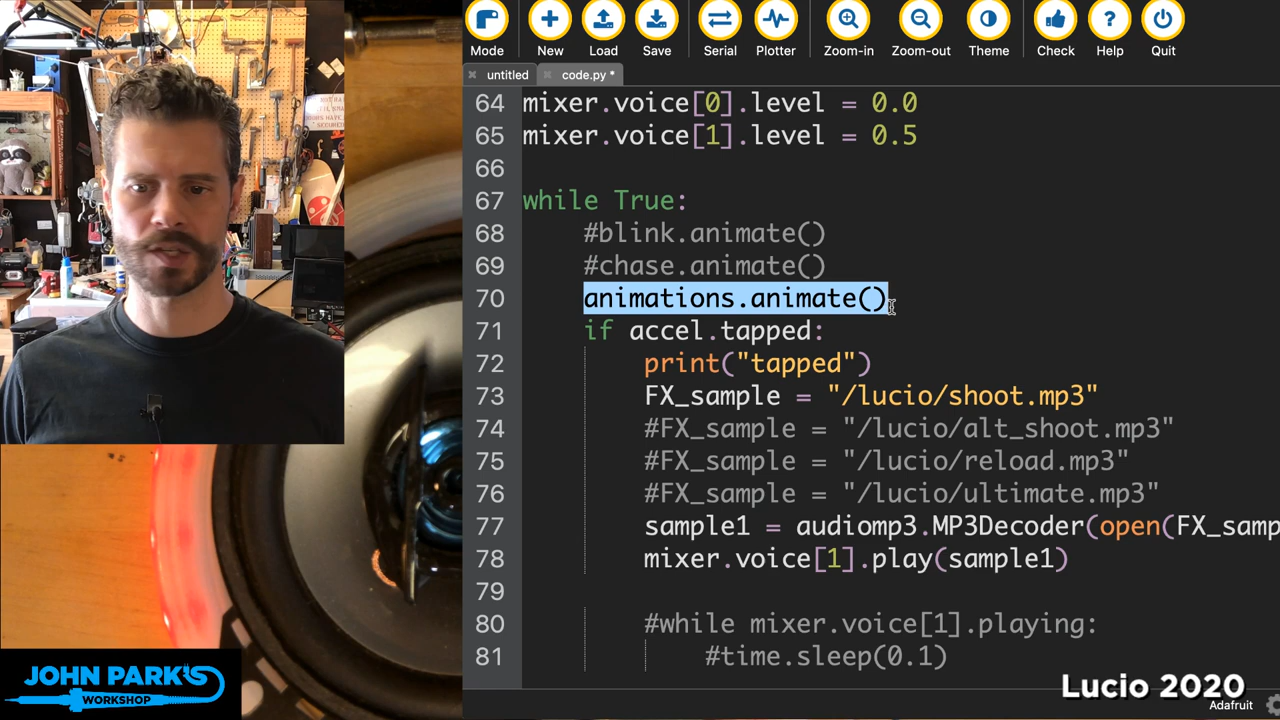 Mode New Load Save Serial Plotter Zoom-in Zoom-out Theme Check Help Quit
untitled code.py *
64 mixer.voice[0].level = 0.0
65 mixer.voice[1].level = 0.5
66
67 while True:
68 #blink.animate()
69 #chase.animate()
70 animations.animate()
71 if accel.tapped:
72 print("tapped")
73 FX_sample = "/lucio/shoot.mp3"
74 #FX_sample = "/lucio/alt_shoot.mp3"
75 #FX_sample = "/lucio/reload.mp3"
76 #FX_sample = "/lucio/ultimate.mp3"
77 sample1 = audiomp3.MP3Decoder(open(FX_samp
78 mixer.voice[1].play(sample1)
79
80 #while mixer.voice[1].playing:
81 #time.sleep(0.1)
JOHN PARK'S
WORKSHOP
Lucio 2020
Adafruit